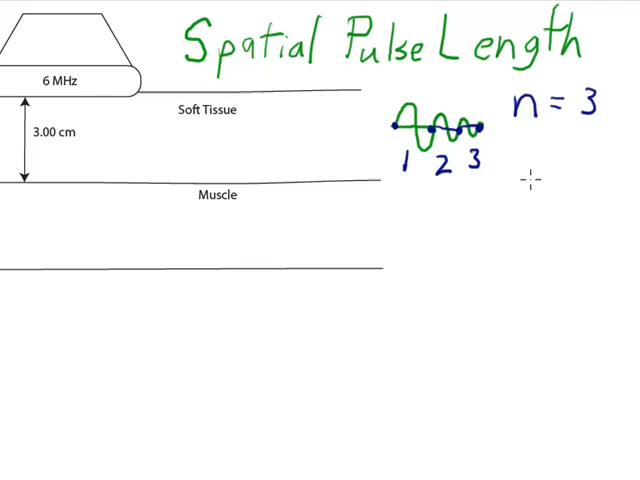 Spatial Pulse Length
6 MHz
n = 3
Soft Tissue
3.00 cm
1 2 3
Muscle